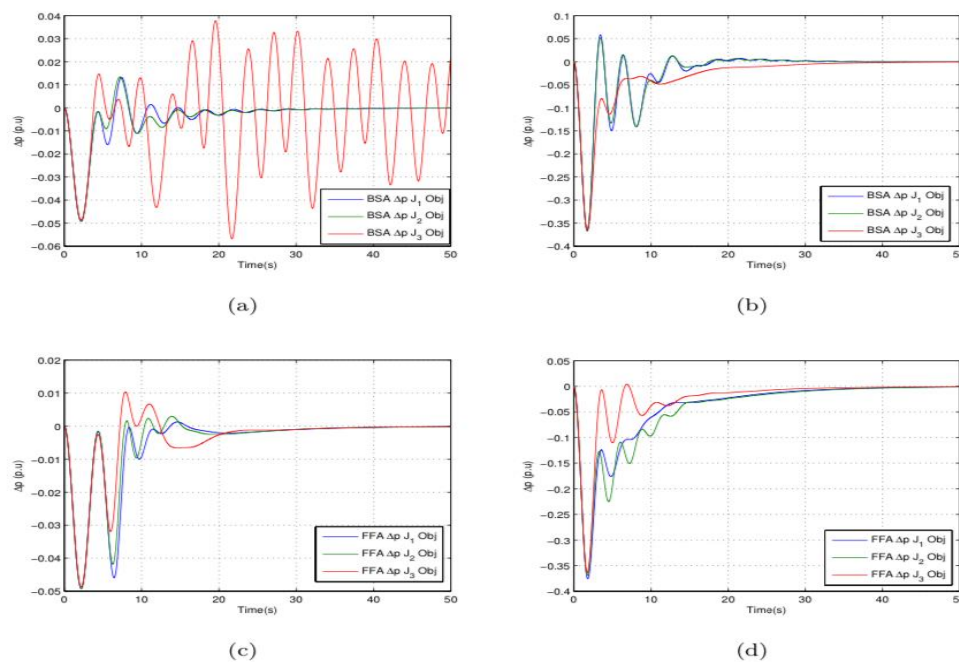 0.04
0.03
0.02
0.01
0
−0.01
−0.02
−0.03
−0.04
−0.05
−0.06
Δp (p.u)
BSA Δp J₁ Obj
BSA Δp J₂ Obj
BSA Δp J₃ Obj
0 10 20 30 40 50
Time(s)
(a)
0.1
0.05
0
−0.05
−0.1
−0.15
−0.2
−0.25
−0.3
−0.35
−0.4
Δp (p.u)
BSA Δp J₁ Obj
BSA Δp J₂ Obj
BSA Δp J₃ Obj
0 10 20 30 40 50
Time(s)
(b)
0.02
0.01
0
−0.01
−0.02
−0.03
−0.04
−0.05
Δp (p.u)
FFA Δp J₁ Obj
FFA Δp J₂ Obj
FFA Δp J₃ Obj
0 10 20 30 40 50
Time(s)
(c)
0.05
0
−0.05
−0.1
−0.15
−0.2
−0.25
−0.3
−0.35
−0.4
Δp (p.u)
FFA Δp J₁ Obj
FFA Δp J₂ Obj
FFA Δp J₃ Obj
0 10 20 30 40 50
Time(s)
(d)